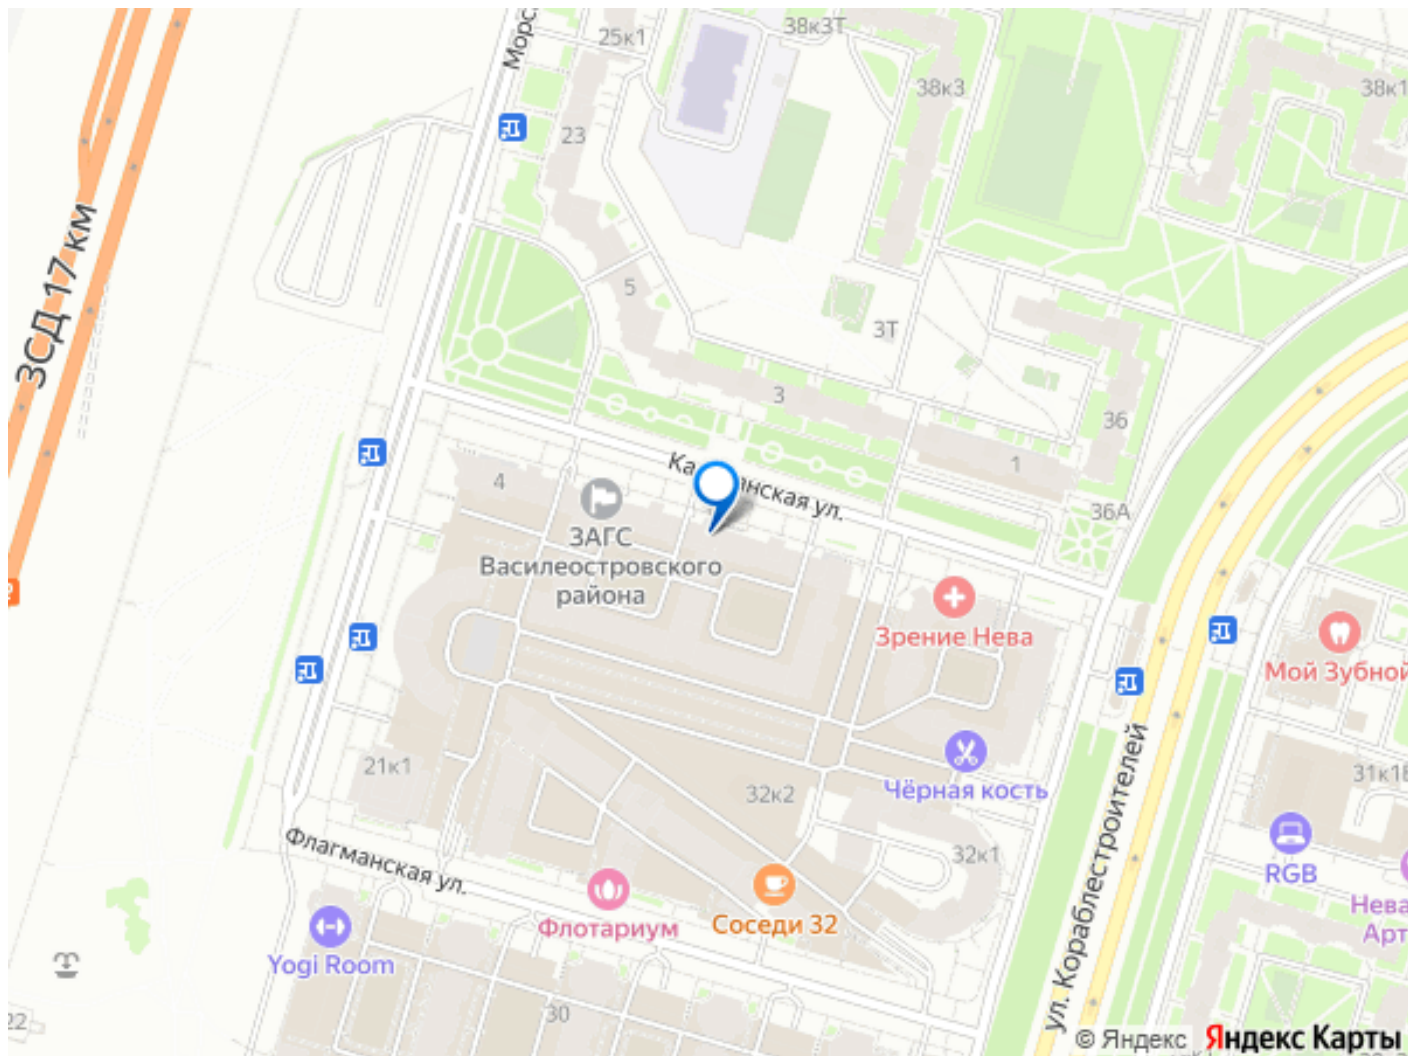 38к3Т
25к1
Морс
38к3
38к1
23
ЗСД 17 км
5
3Т
3
36
1
36А
4
ЗАГС
Василеостровского
района
Зрение Нева
Мой Зубной
21к1
32к2
Чёрная кость
31к1
ул. Кораблестроителей
Флагманская ул.
32к1
RGB
Соседи 32
Флотариум
Нева
Арт
Yogi Room
30
22
© Яндекс
Яндекс Карты